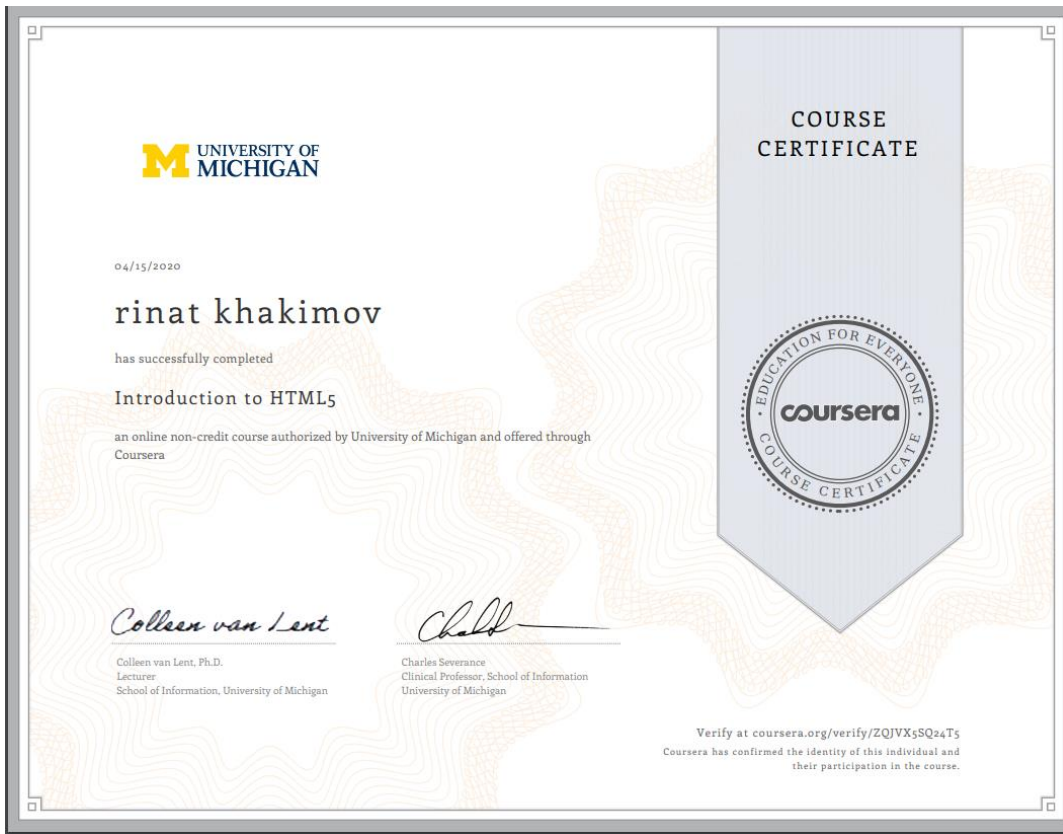 UNIVERSITY OF
MICHIGAN
COURSE
CERTIFICATE
04/15/2020
rinat khakimov
has successfully completed
Introduction to HTML5
an online non-credit course authorized by University of Michigan and offered through
Coursera
EDUCATION FOR EVERYONE
coursera
COURSE CERTIFICATE
Colleen van Lent
Colleen van Lent, Ph.D.
Lecturer
School of Information, University of Michigan
Charles Severance
Clinical Professor, School of Information
University of Michigan
Verify at coursera.org/verify/ZQJVX5SQ24T5
Coursera has confirmed the identity of this individual and
their participation in the course.